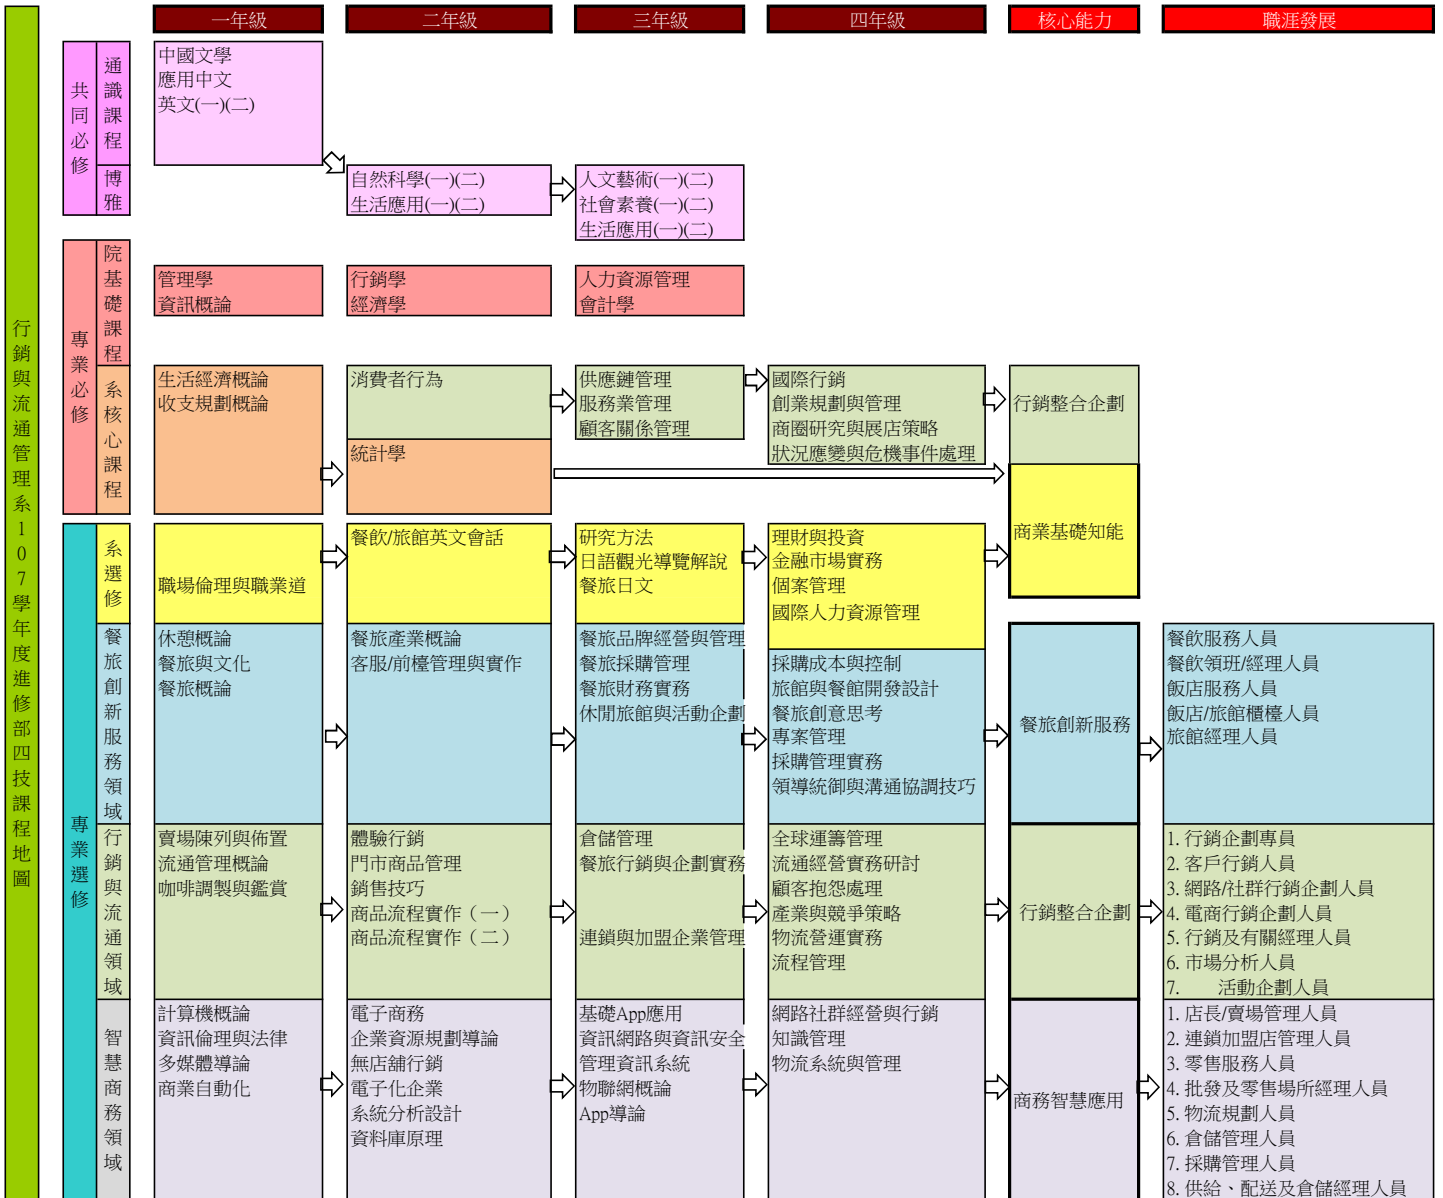 行銷與流通管理系107學年度進修部四技課程地圖
一年級
二年級
三年級
四年級
核心能力
職涯發展
共同必修
通識課程
中國文學
應用中文
英文(一)(二)
博雅
自然科學(一)(二)
生活應用(一)(二)
人文藝術(一)(二)
社會素養(一)(二)
生活應用(一)(二)
專業必修
院基礎課程
管理學
資訊概論
行銷學
經濟學
人力資源管理
會計學
系核心課程
生活經濟概論
收支規劃概論
消費者行為
統計學
供應鏈管理
服務業管理
顧客關係管理
國際行銷
創業規劃與管理
商圈研究與展店策略
狀況應變與危機事件處理
行銷整合企劃
商業基礎知能
專業選修
系選修
職場倫理與職業道
餐飲/旅館英文會話
研究方法
日語觀光導覽解說
餐旅日文
理財與投資
金融市場實務
個案管理
國際人力資源管理
餐旅創新服務領域
休憩概論
餐旅與文化
餐旅概論
餐旅產業概論
客服/前檯管理與實作
餐旅品牌經營與管理
餐旅採購管理
餐旅財務實務
休閒旅館與活動企劃
採購成本與控制
旅館與餐館開發設計
餐旅創意思考
專案管理
採購管理實務
領導統御與溝通協調技巧
餐旅創新服務
餐飲服務人員
餐飲領班/經理人員
飯店服務人員
飯店/旅館櫃檯人員
旅館經理人員
行銷與流通領域
賣場陳列與佈置
流通管理概論
咖啡調製與鑑賞
體驗行銷
門市商品管理
銷售技巧
商品流程實作（一）
商品流程實作（二）
倉儲管理
餐旅行銷與企劃實務
連鎖與加盟企業管理
全球運籌管理
流通經營實務研討
顧客抱怨處理
產業與競爭策略
物流營運實務
流程管理
行銷整合企劃
1. 行銷企劃專員
2. 客戶行銷人員
3. 網路/社群行銷企劃人員
4. 電商行銷企劃人員
5. 行銷及有關經理人員
6. 市場分析人員
7. 活動企劃人員
智慧商務領域
計算機概論
資訊倫理與法律
多媒體導論
商業自動化
電子商務
企業資源規劃導論
無店舖行銷
電子化企業
系統分析設計
資料庫原理
基礎App應用
資訊網路與資訊安全
管理資訊系統
物聯網概論
App導論
網路社群經營與行銷
知識管理
物流系統與管理
商務智慧應用
1. 店長/賣場管理人員
2. 連鎖加盟店管理人員
3. 零售服務人員
4. 批發及零售場所經理人員
5. 物流規劃人員
6. 倉儲管理人員
7. 採購管理人員
8. 供給、配送及倉儲經理人員